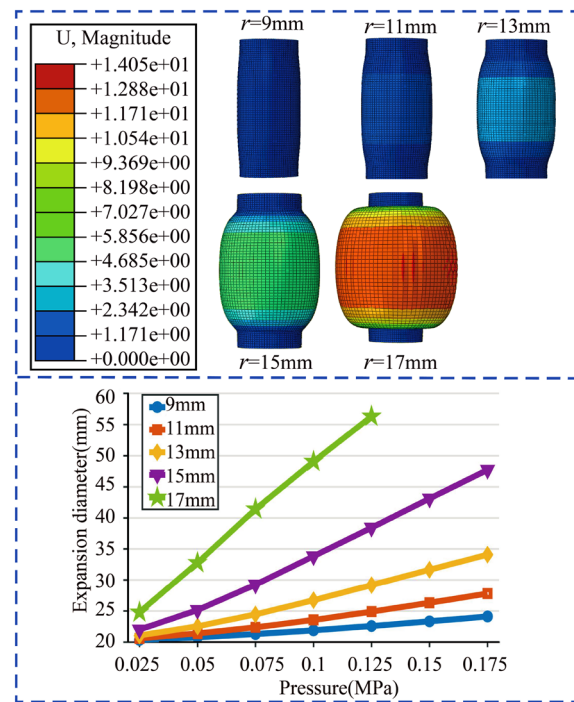 U, Magnitude
+1.405e+01
+1.288e+01
+1.171e+01
+1.054e+01
+9.369e+00
+8.198e+00
+7.027e+00
+5.856e+00
+4.685e+00
+3.513e+00
+2.342e+00
+1.171e+00
+0.000e+00
r=9mm
r=11mm
r=13mm
r=15mm
r=17mm
Expansion diameter(mm)
60
55
50
45
40
35
30
25
20
9mm
11mm
13mm
15mm
17mm
0.025 0.05 0.075 0.1 0.125 0.15 0.175
Pressure(MPa)